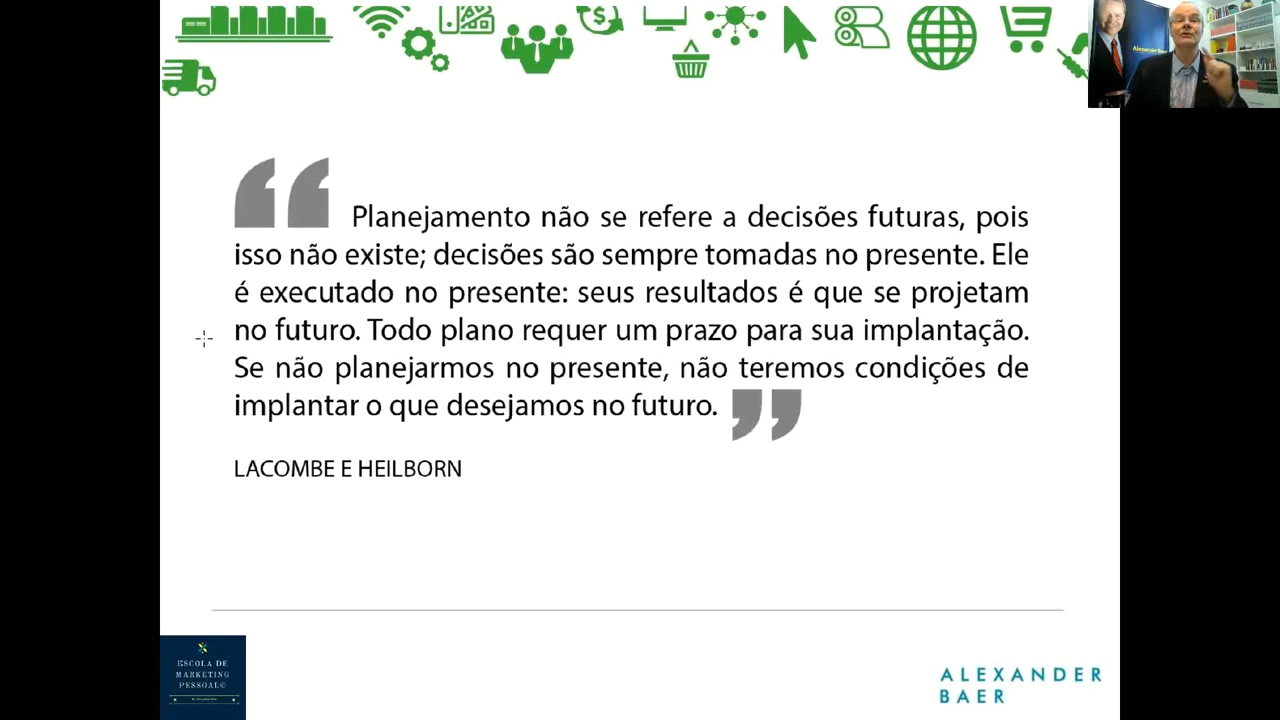 Alexander Baer
Planejamento não se refere a decisões futuras, pois
isso não existe; decisões são sempre tomadas no presente. Ele
é executado no presente: seus resultados é que se projetam
no futuro. Todo plano requer um prazo para sua implantação.
Se não planejarmos no presente, não teremos condições de
implantar o que desejamos no futuro.
LACOMBE E HEILBORN
ESCOLA DE
MARKETING
PESSOAL©
ALEXANDER
BAER